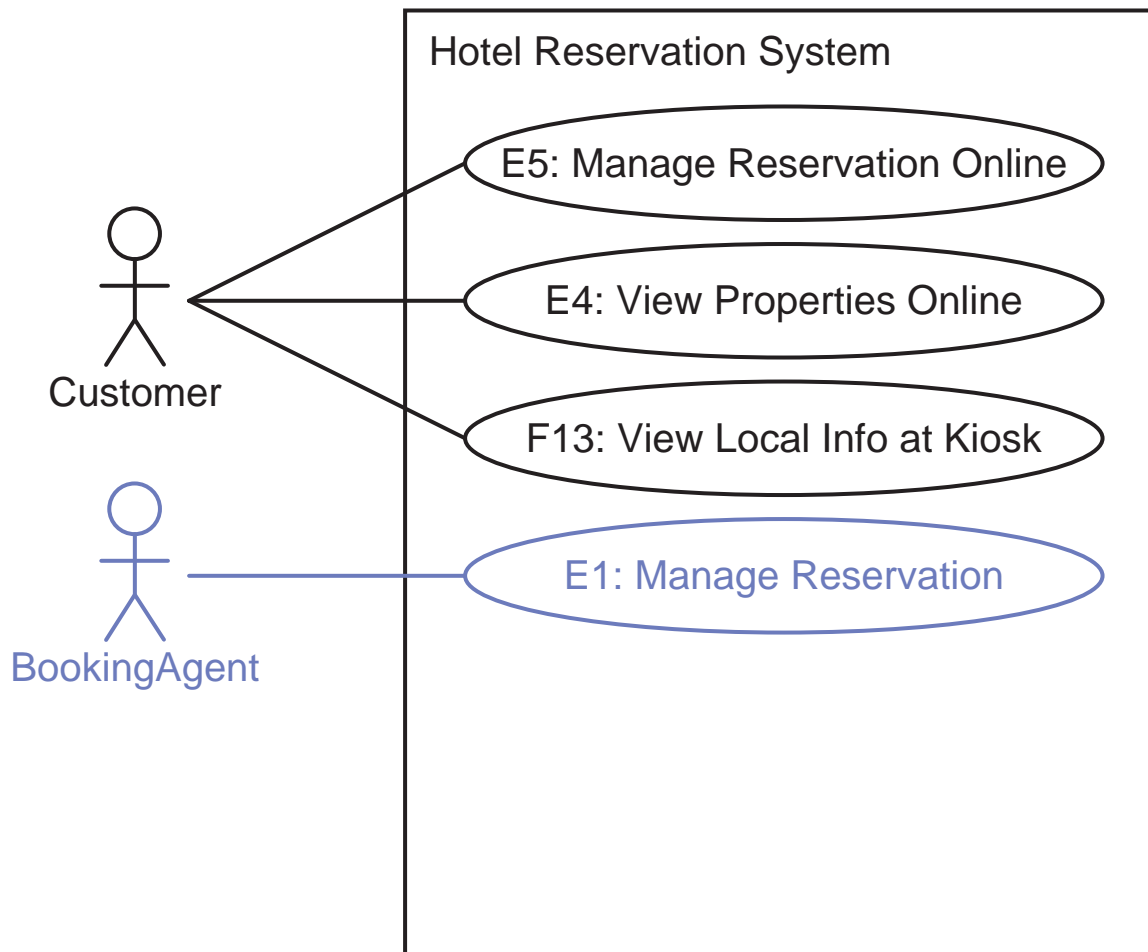 Hotel Reservation System
E5: Manage Reservation Online
E4: View Properties Online
Customer
F13: View Local Info at Kiosk
E1: Manage Reservation
BookingAgent